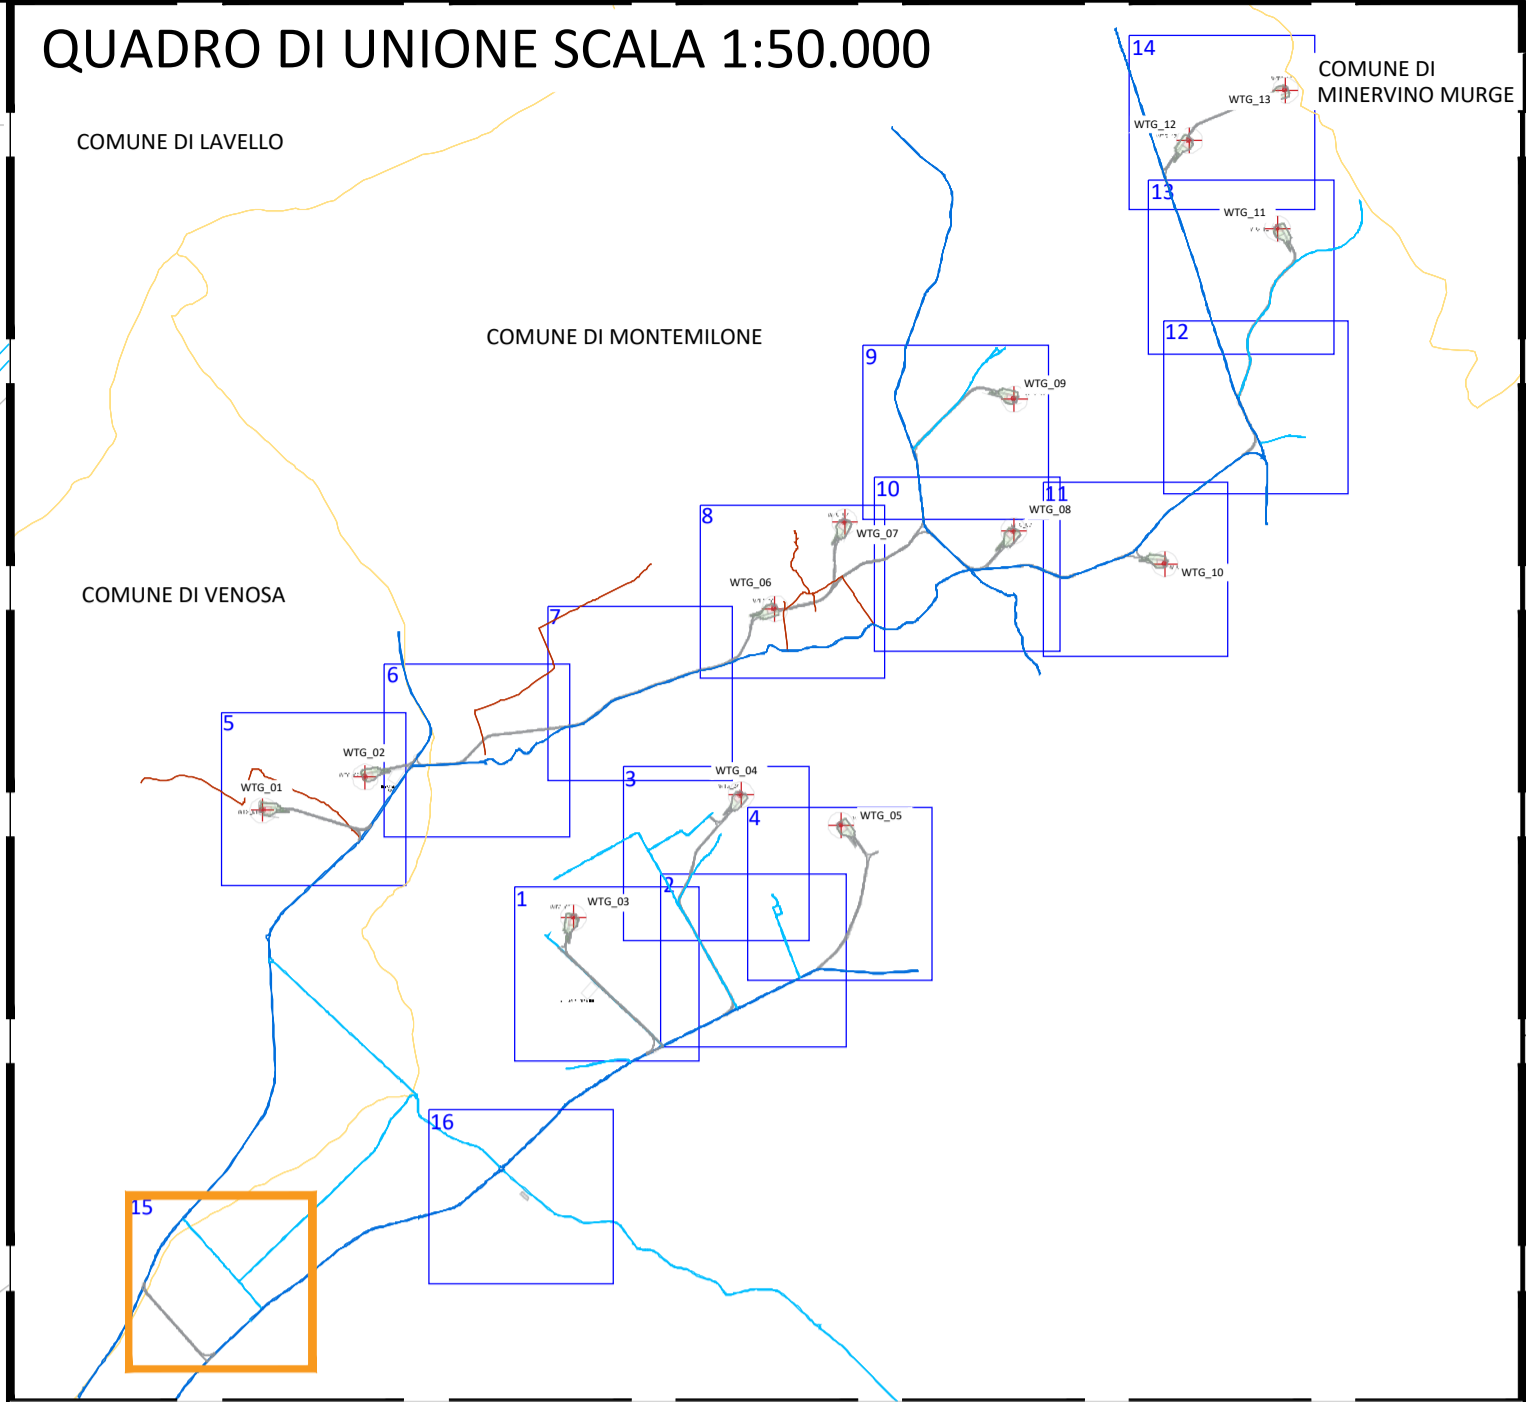 QUADRO DI UNIONE SCALA 1:50.000
14
COMUNE DI
MINERVINO MURGE
WTG_13
WTG_12
COMUNE DI LAVELLO
13
WTG_11
12
COMUNE DI MONTEMILONE
9
WTG_09
10
11
WTG_08
8
WTG_07
WTG_06
WTG_10
COMUNE DI VENOSA
7
6
5
WTG_02
WTG_01
3
WTG_04
4
WTG_05
2
1
WTG_03
16
15